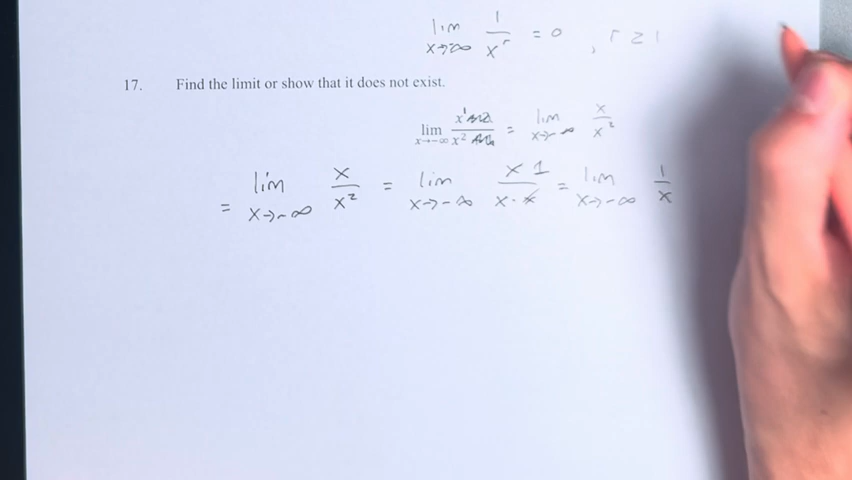 lim x→∞ 1/x^r = 0 , r ≥ 1
17. Find the limit or show that it does not exist.
lim x→−∞ x/x² = lim x→−∞ x/x²
= lim x→−∞ x/x² = lim x→−∞ x 1/x·x = lim x→−∞ 1/x